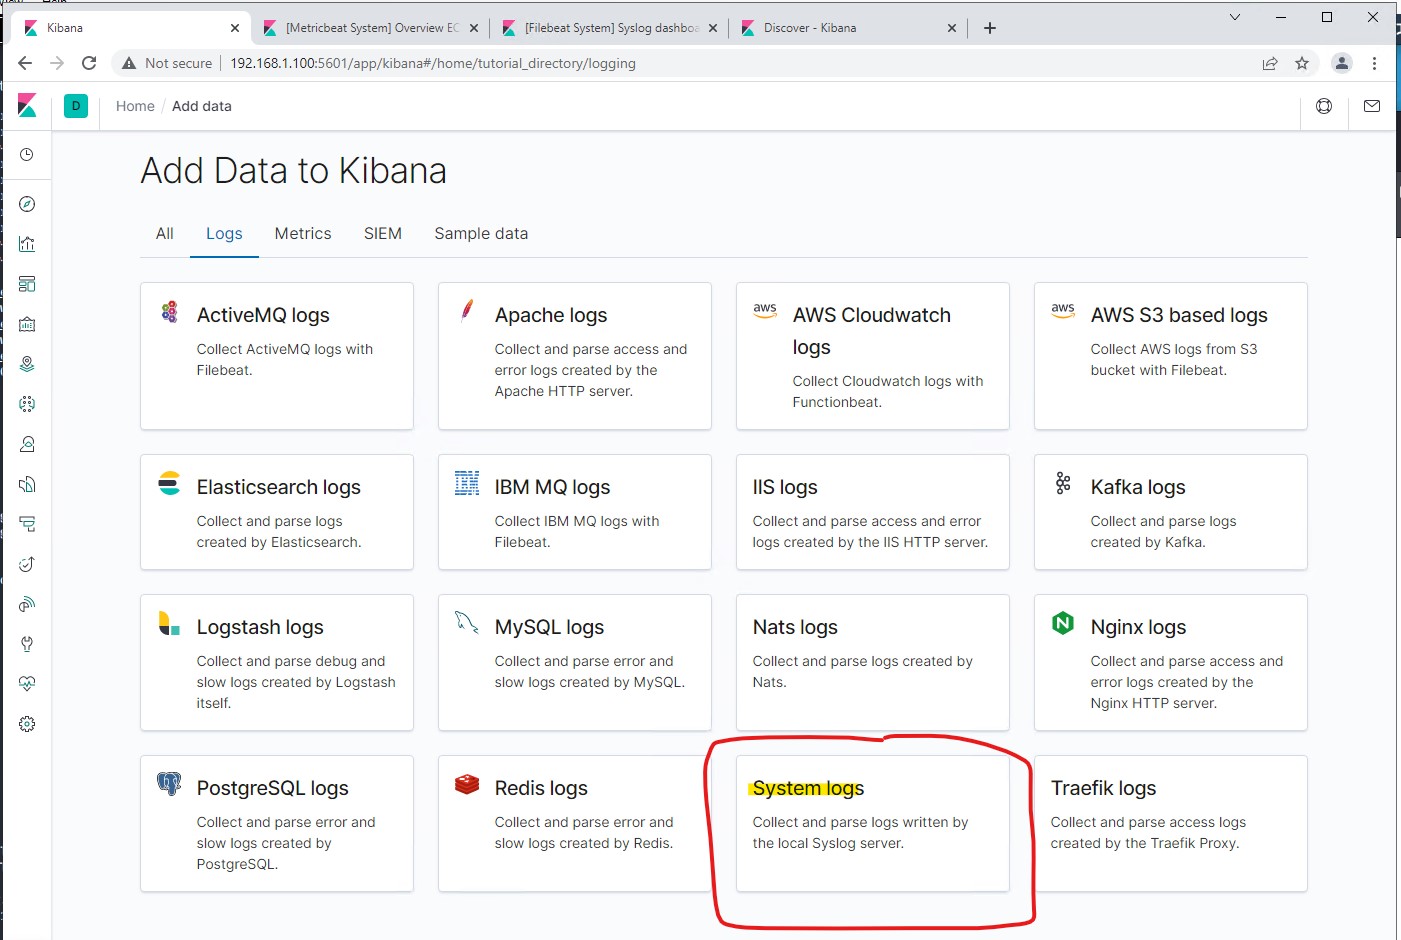 Kibana
[Metricbeat System] Overview EC
[Filebeat System] Syslog dashboa
Discover - Kibana
Not secure
192.168.1.100:5601/app/kibana#/home/tutorial_directory/logging
D
Home / Add data
Add Data to Kibana
All
Logs
Metrics
SIEM
Sample data
ActiveMQ logs
Collect ActiveMQ logs with
Filebeat.
Apache logs
Collect and parse access and
error logs created by the
Apache HTTP server.
aws
AWS Cloudwatch
logs
Collect Cloudwatch logs with
Functionbeat.
aws
AWS S3 based logs
Collect AWS logs from S3
bucket with Filebeat.
Elasticsearch logs
Collect and parse logs
created by Elasticsearch.
IBM
IBM MQ logs
Collect IBM MQ logs with
Filebeat.
IIS logs
Collect and parse access and error
logs created by the IIS HTTP server.
Kafka logs
Collect and parse logs
created by Kafka.
Logstash logs
Collect and parse debug and
slow logs created by Logstash
itself.
MySQL logs
Collect and parse error and
slow logs created by MySQL.
Nats logs
Collect and parse logs created by
Nats.
N
Nginx logs
Collect and parse access and
error logs created by the
Nginx HTTP server.
PostgreSQL logs
Collect and parse error and
slow logs created by
PostgreSQL.
Redis logs
Collect and parse error and
slow logs created by Redis.
System logs
Collect and parse logs written by
the local Syslog server.
Traefik logs
Collect and parse access logs
created by the Traefik Proxy.